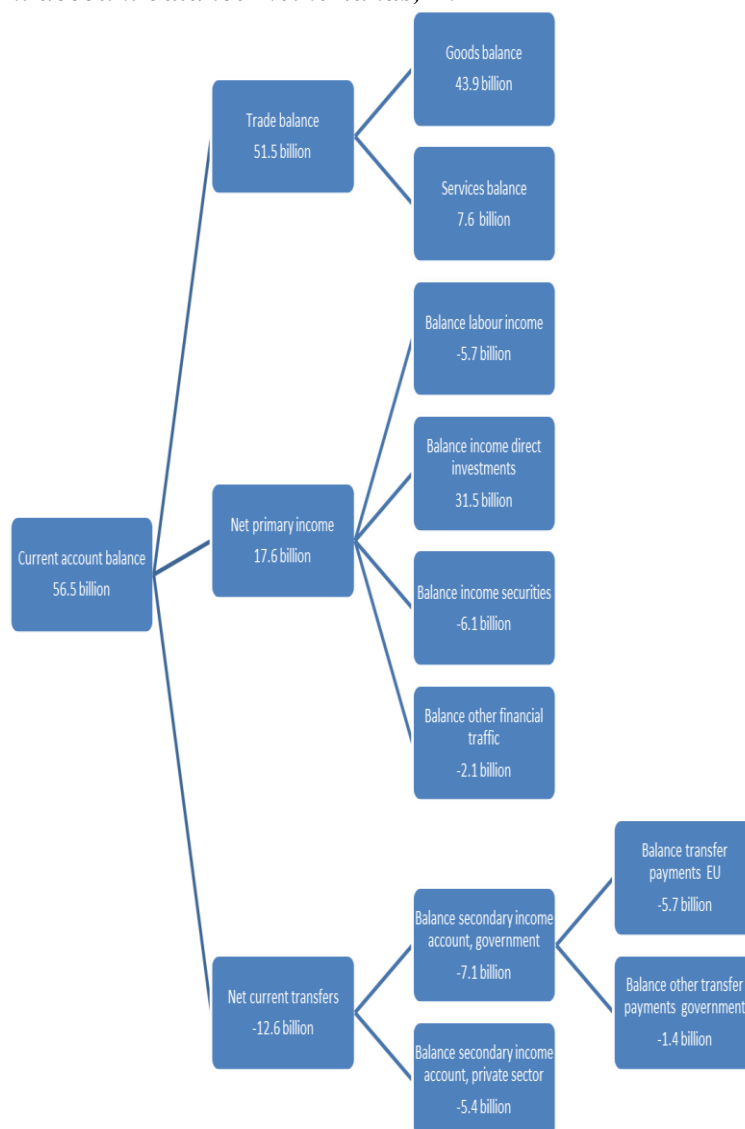 Goods balance
43.9 billion
Trade balance
51.5 billion
Services balance
7.6 billion
Balance labour income
-5.7 billion
Balance income direct
investments
31.5 billion
Net primary income
17.6 billion
Current account balance
56.5 billion
Balance income securities
-6.1 billion
Balance other financial
traffic
-2.1 billion
Balance transfer
payments EU
-5.7 billion
Balance secondary income
account, government
-7.1 billion
Net current transfers
-12.6 billion
Balance other transfer
payments government
-1.4 billion
Balance secondary income
account, private sector
-5.4 billion